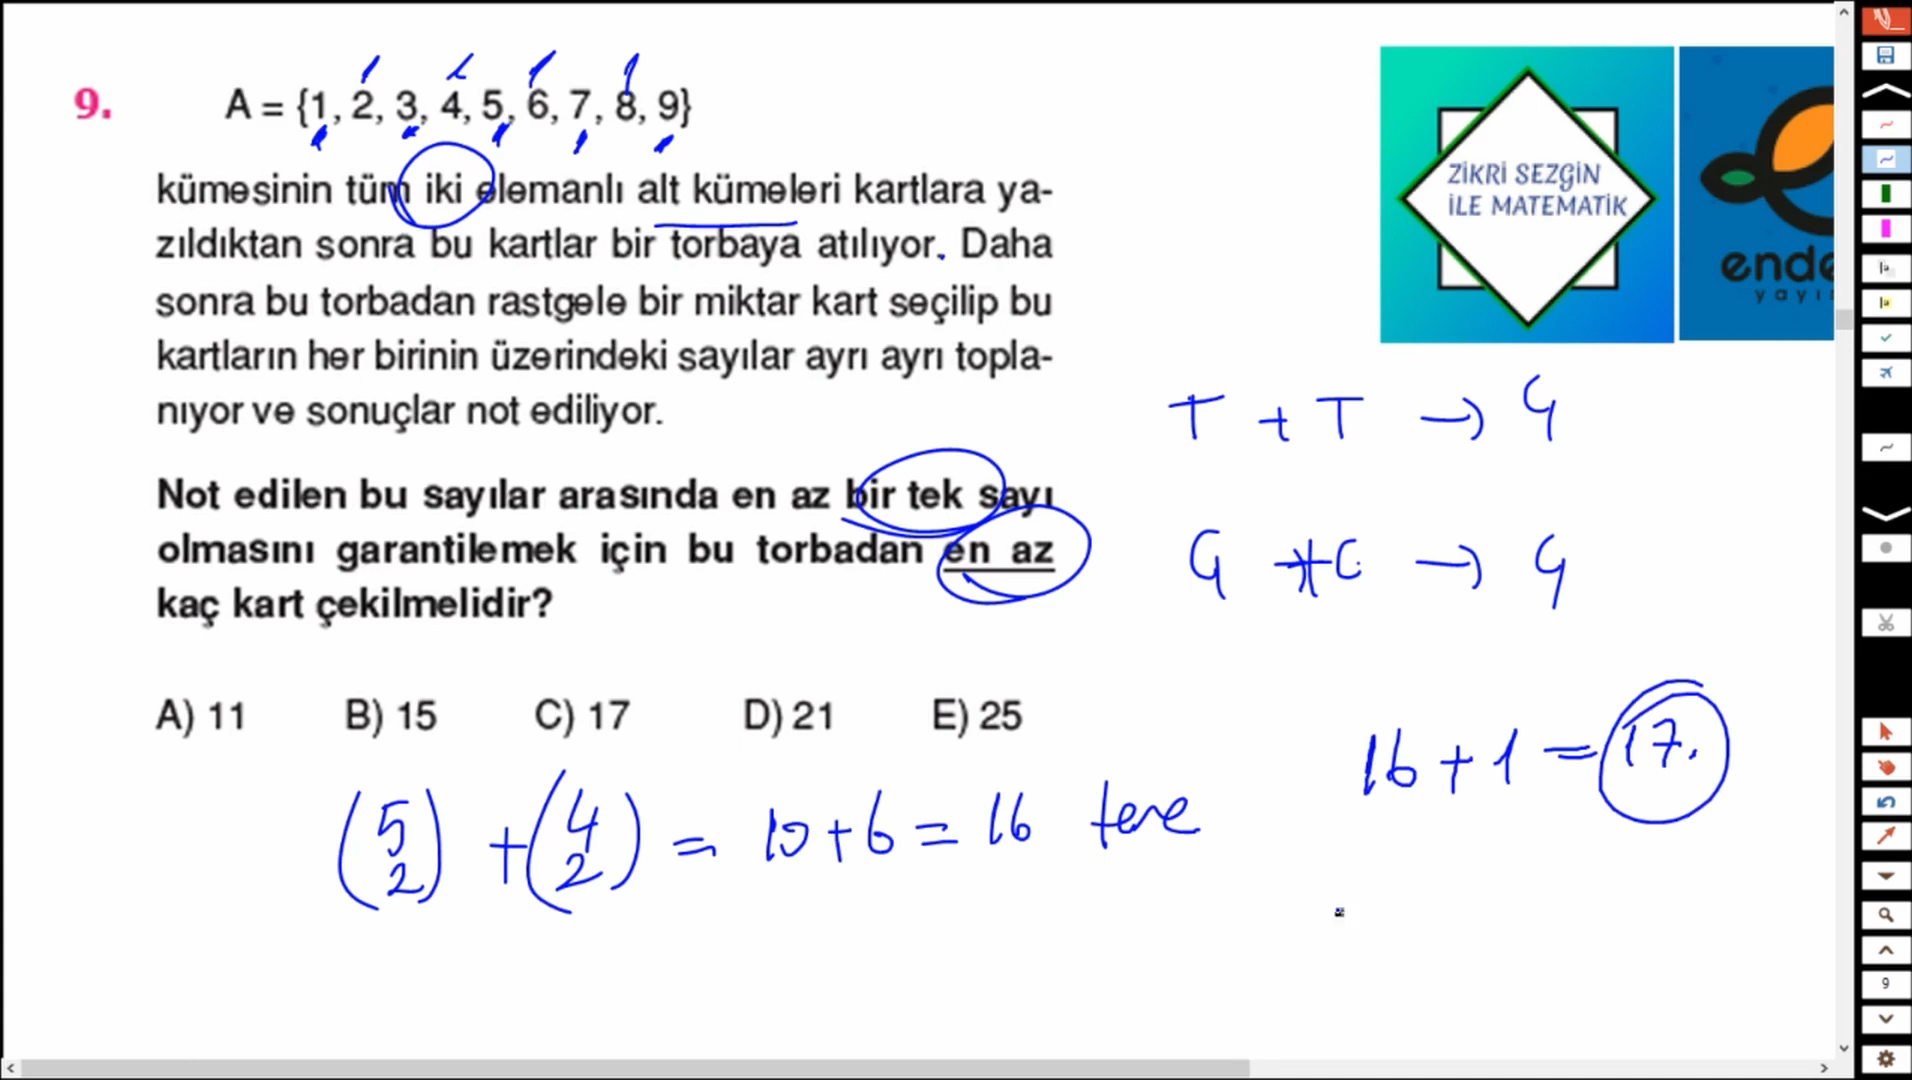 9. A = {1, 2, 3, 4, 5, 6, 7, 8, 9}
kümesinin tüm iki elemanlı alt kümeleri kartlara ya-
zıldıktan sonra bu kartlar bir torbaya atılıyor. Daha
sonra bu torbadan rastgele bir miktar kart seçilip bu
kartların her birinin üzerindeki sayılar ayrı ayrı topla-
nıyor ve sonuçlar not ediliyor.
Not edilen bu sayılar arasında en az bir tek sayı
olmasını garantilemek için bu torbadan en az
kaç kart çekilmelidir?
A) 11 B) 15 C) 17 D) 21 E) 25
(5 2) + (4 2) = 10 + 6 = 16 tane
ZİKRİ SEZGİN
İLE MATEMATİK
ende
yayı
T + T → Ç
Ç + Ç → Ç
16 + 1 = 17.
9